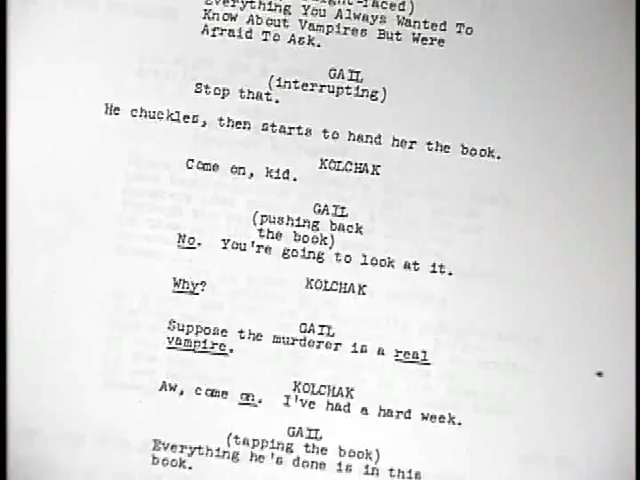 Everything You Always Wanted To
Know About Vampires But Were
Afraid To Ask.
GAIL
(interrupting)
Stop that.
He chuckles, then starts to hand her the book.
KOLCHAK
Come on, kid.
GAIL
(pushing back
the book)
No. You're going to look at it.
KOLCHAK
Why?
GAIL
Suppose the murderer is a real
vampire.
KOLCHAK
Aw, come on. I've had a hard week.
GAIL
(tapping the book)
Everything he's done is in this
book.